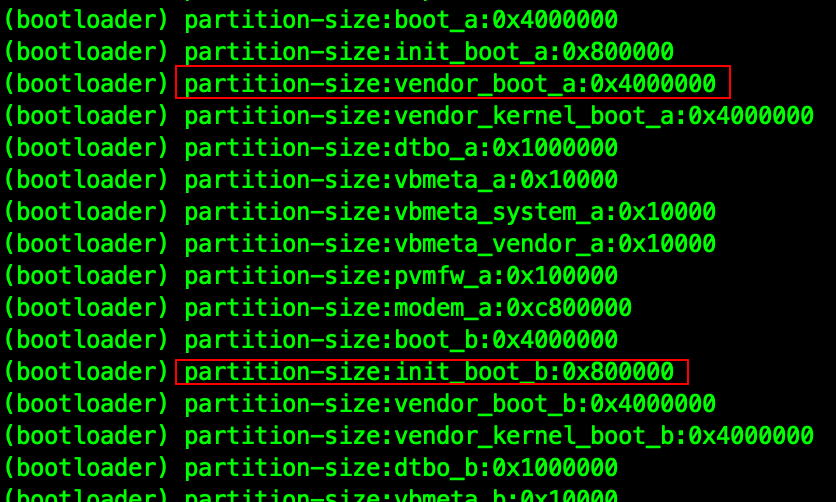 (bootloader) partition-size:boot_a:0x4000000
(bootloader) partition-size:init_boot_a:0x800000
(bootloader) partition-size:vendor_boot_a:0x4000000
(bootloader) partition-size:vendor_kernel_boot_a:0x4000000
(bootloader) partition-size:dtbo_a:0x1000000
(bootloader) partition-size:vbmeta_a:0x10000
(bootloader) partition-size:vbmeta_system_a:0x10000
(bootloader) partition-size:vbmeta_vendor_a:0x10000
(bootloader) partition-size:pvmfw_a:0x100000
(bootloader) partition-size:modem_a:0xc800000
(bootloader) partition-size:boot_b:0x4000000
(bootloader) partition-size:init_boot_b:0x800000
(bootloader) partition-size:vendor_boot_b:0x4000000
(bootloader) partition-size:vendor_kernel_boot_b:0x4000000
(bootloader) partition-size:dtbo_b:0x1000000
(bootloader) partition-size:vbmeta_b:0x10000